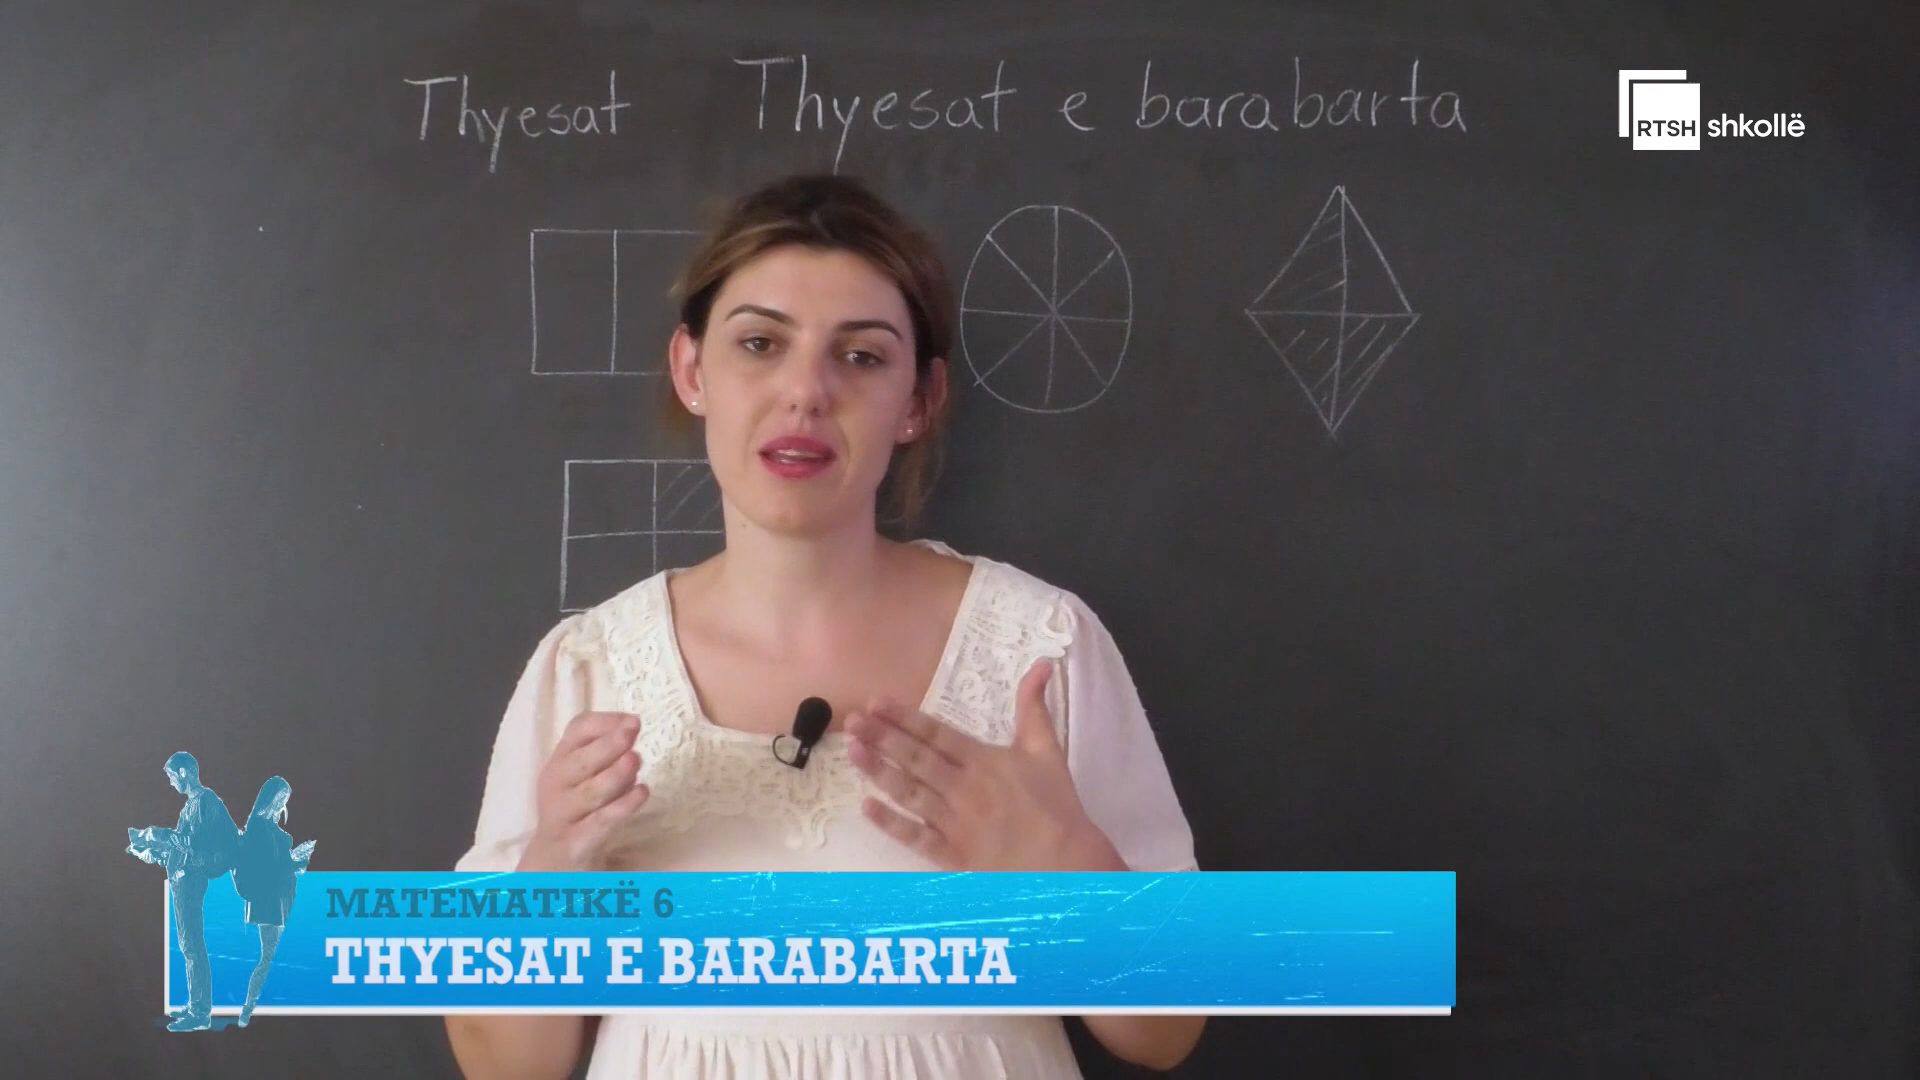 Thyesat Thyesat e barabarta
RTSH shkollë
MATEMATIKË 6
THYESAT E BARABARTA